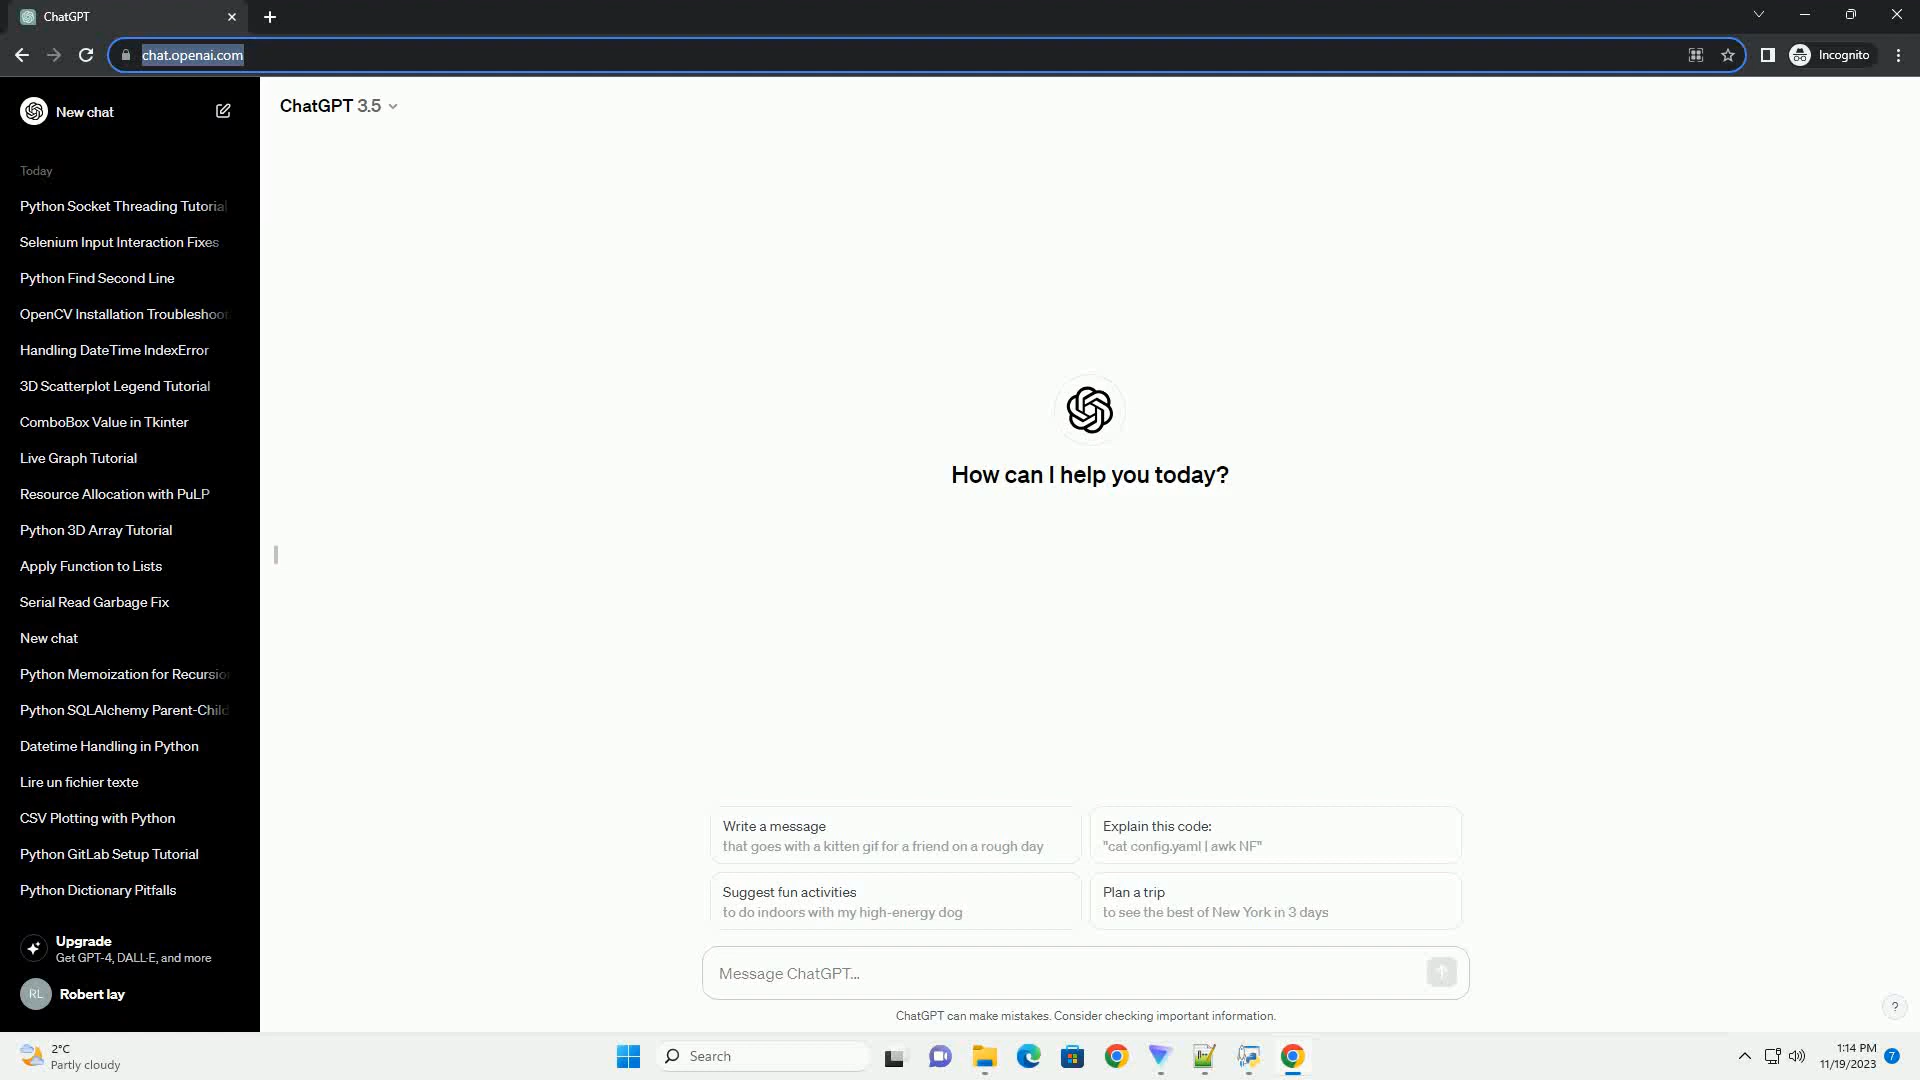 ChatGPT
chat.openai.com
Incognito
New chat
ChatGPT 3.5
Today
Python Socket Threading Tutorial
Selenium Input Interaction Fixes
Python Find Second Line
OpenCV Installation Troubleshoot
Handling DateTime IndexError
3D Scatterplot Legend Tutorial
ComboBox Value in Tkinter
Live Graph Tutorial
Resource Allocation with PuLP
Python 3D Array Tutorial
Apply Function to Lists
Serial Read Garbage Fix
New chat
Python Memoization for Recursion
Python SQLAlchemy Parent-Child
Datetime Handling in Python
Lire un fichier texte
CSV Plotting with Python
Python GitLab Setup Tutorial
Python Dictionary Pitfalls
Upgrade
Get GPT-4, DALL·E, and more
RL
Robert lay
How can I help you today?
Write a message
that goes with a kitten gif for a friend on a rough day
Explain this code:
"cat config.yaml | awk NF"
Suggest fun activities
to do indoors with my high-energy dog
Plan a trip
to see the best of New York in 3 days
Message ChatGPT...
ChatGPT can make mistakes. Consider checking important information.
?
2°C
Partly cloudy
Search
1:14 PM
11/19/2023
7